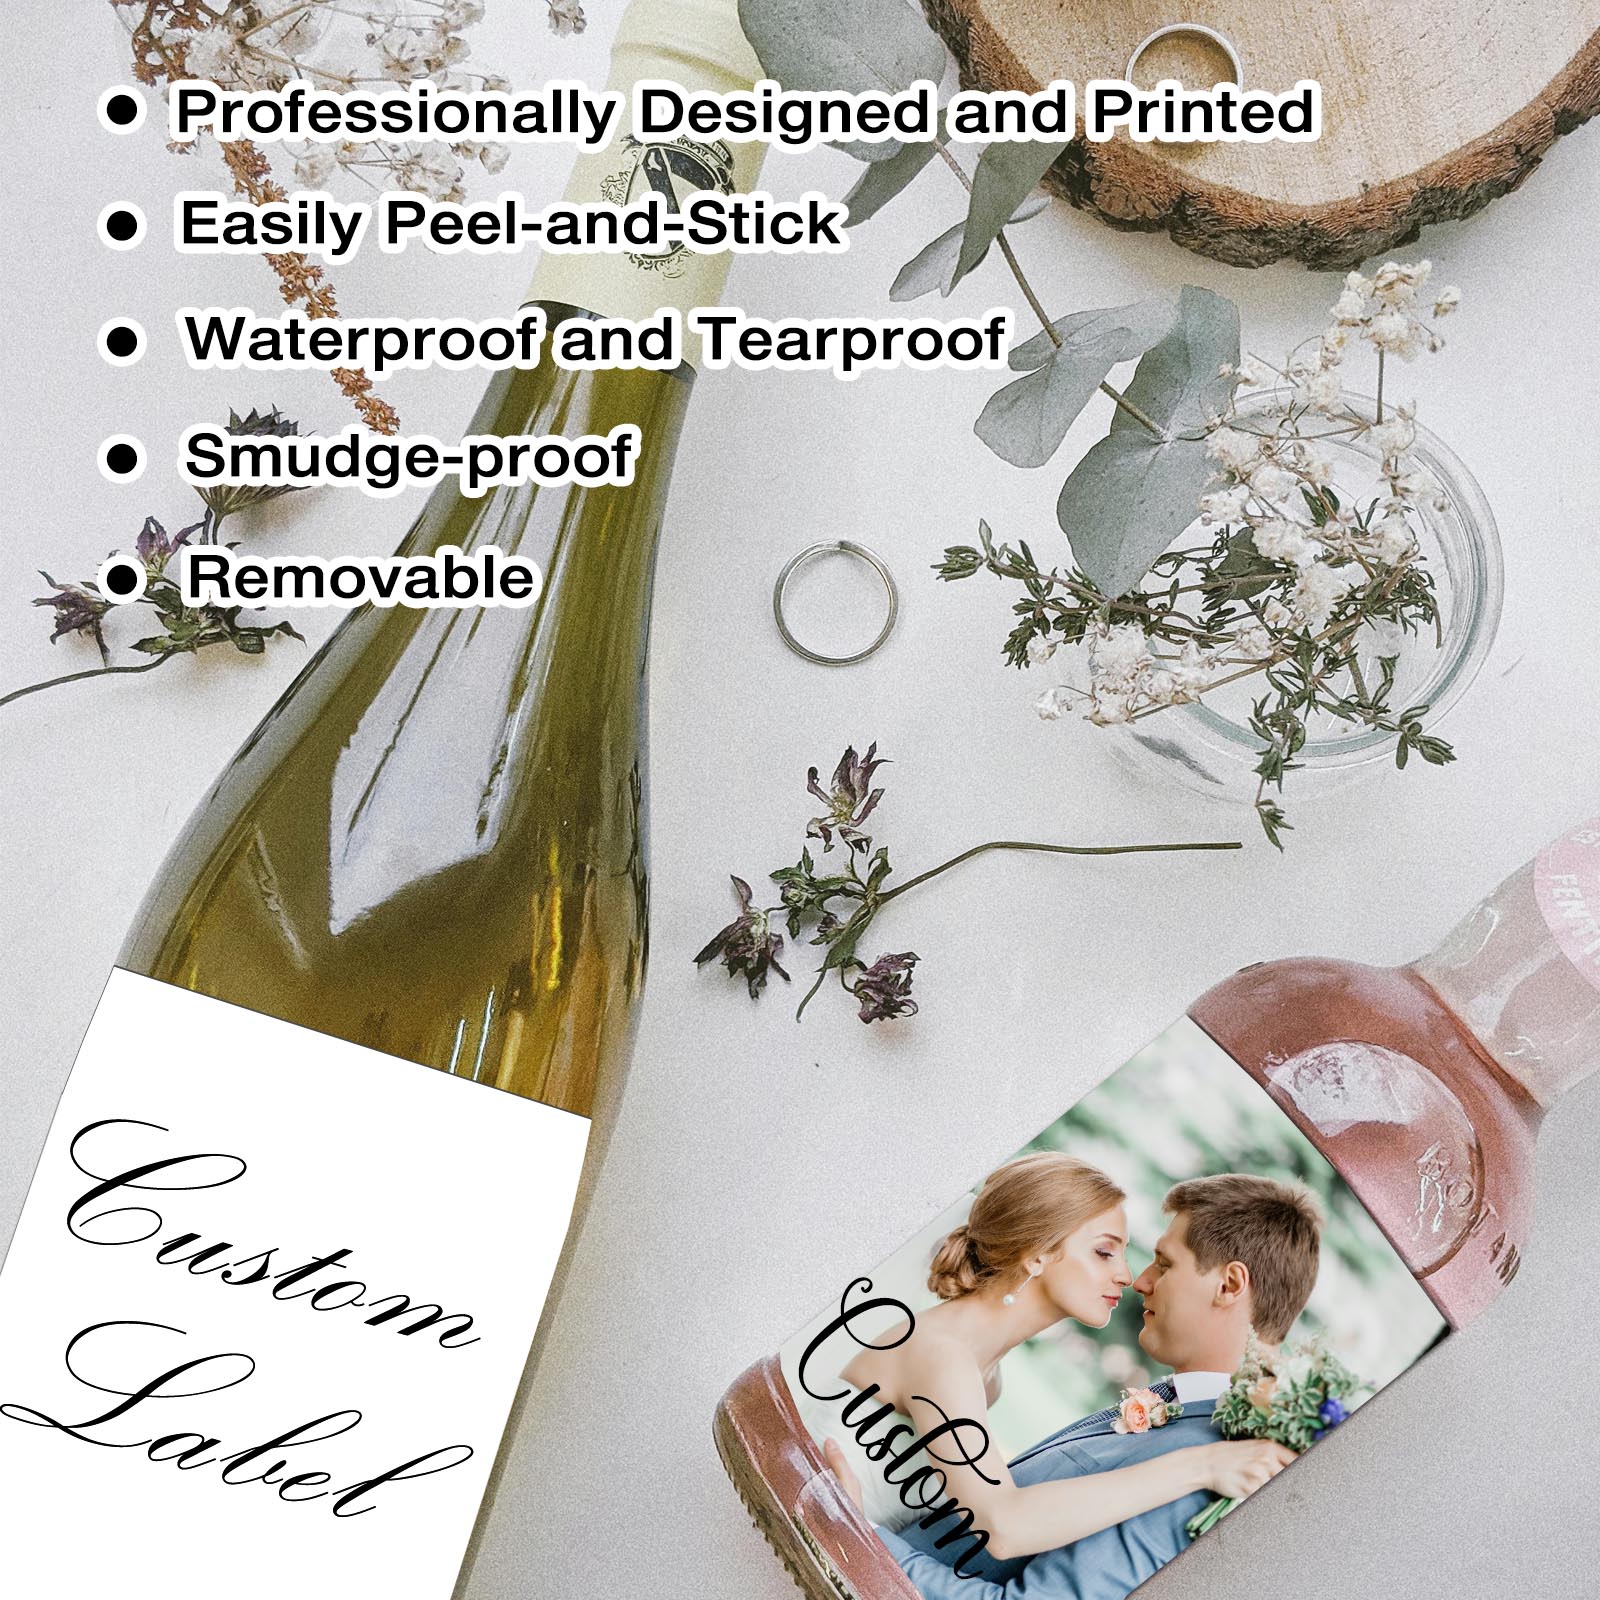 ● Professionally Designed and Printed
● Easily Peel-and-Stick
● Waterproof and Tearproof
● Smudge-proof
● Removable
Custom
Label
Custom